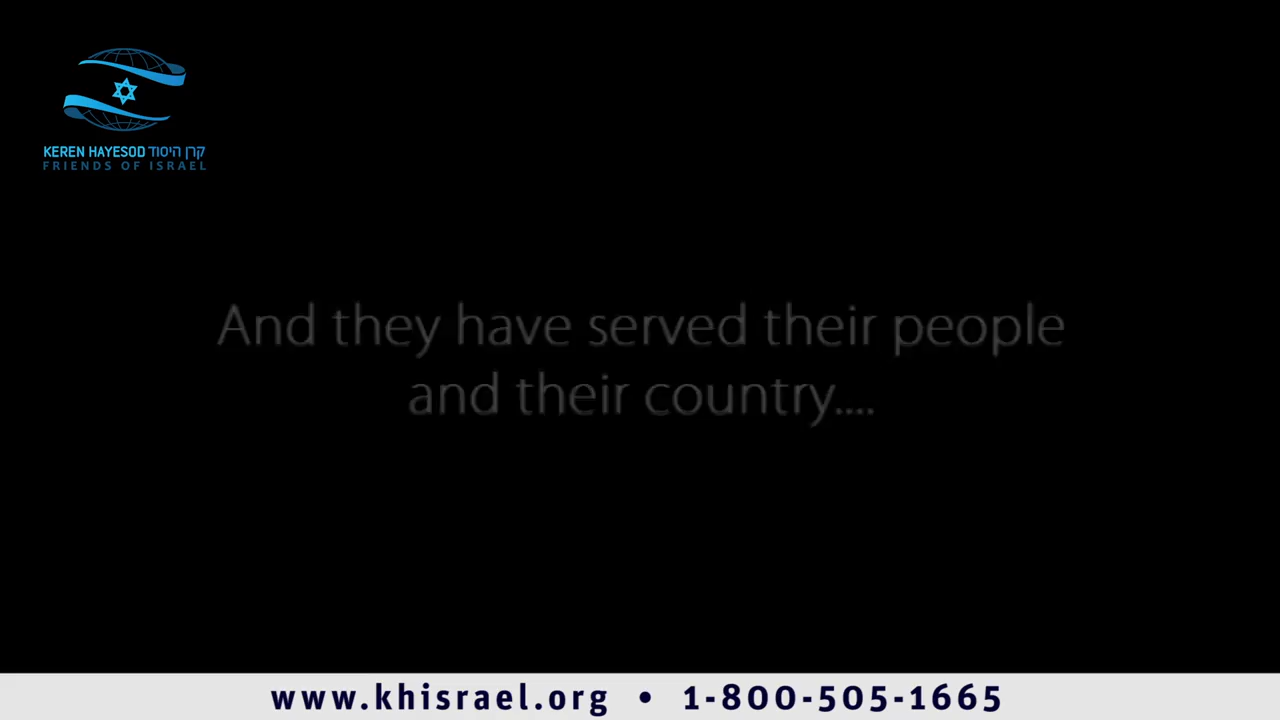 KEREN HAYESOD קרן היסוד
FRIENDS OF ISRAEL
And they have served their people
and their country....
www.khisrael.org • 1-800-505-1665